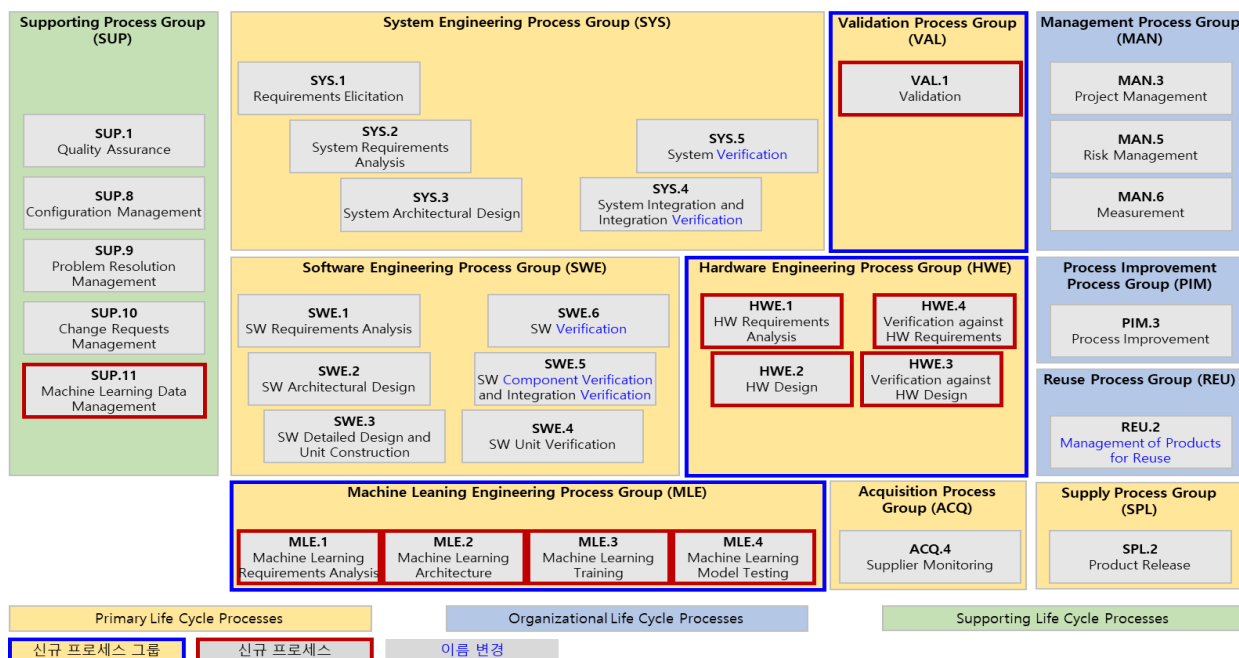 Supporting Process Group
(SUP)
SUP.1
Quality Assurance
SUP.8
Configuration Management
SUP.9
Problem Resolution
Management
SUP.10
Change Requests
Management
SUP.11
Machine Learning Data
Management
System Engineering Process Group (SYS)
SYS.1
Requirements Elicitation
SYS.2
System Requirements
Analysis
SYS.3
System Architectural Design
SYS.5
System Verification
SYS.4
System Integration and
Integration Verification
Validation Process Group
(VAL)
VAL.1
Validation
Management Process Group
(MAN)
MAN.3
Project Management
MAN.5
Risk Management
MAN.6
Measurement
Software Engineering Process Group (SWE)
SWE.1
SW Requirements Analysis
SWE.2
SW Architectural Design
SWE.3
SW Detailed Design and
Unit Construction
SWE.6
SW Verification
SWE.5
SW Component Verification
and Integration Verification
SWE.4
SW Unit Verification
Hardware Engineering Process Group (HWE)
HWE.1
HW Requirements
Analysis
HWE.2
HW Design
HWE.4
Verification against
HW Requirements
HWE.3
Verification against
HW Design
Process Improvement
Process Group (PIM)
PIM.3
Process Improvement
Reuse Process Group (REU)
REU.2
Management of Products
for Reuse
Machine Leaning Engineering Process Group (MLE)
MLE.1
Machine Learning
Requirements Analysis
MLE.2
Machine Learning
Architecture
MLE.3
Machine Learning
Training
MLE.4
Machine Learning
Model Testing
Acquisition Process
Group (ACQ)
ACQ.4
Supplier Monitoring
Supply Process Group
(SPL)
SPL.2
Product Release
Primary Life Cycle Processes
Organizational Life Cycle Processes
Supporting Life Cycle Processes
신규 프로세스 그룹
신규 프로세스
이름 변경